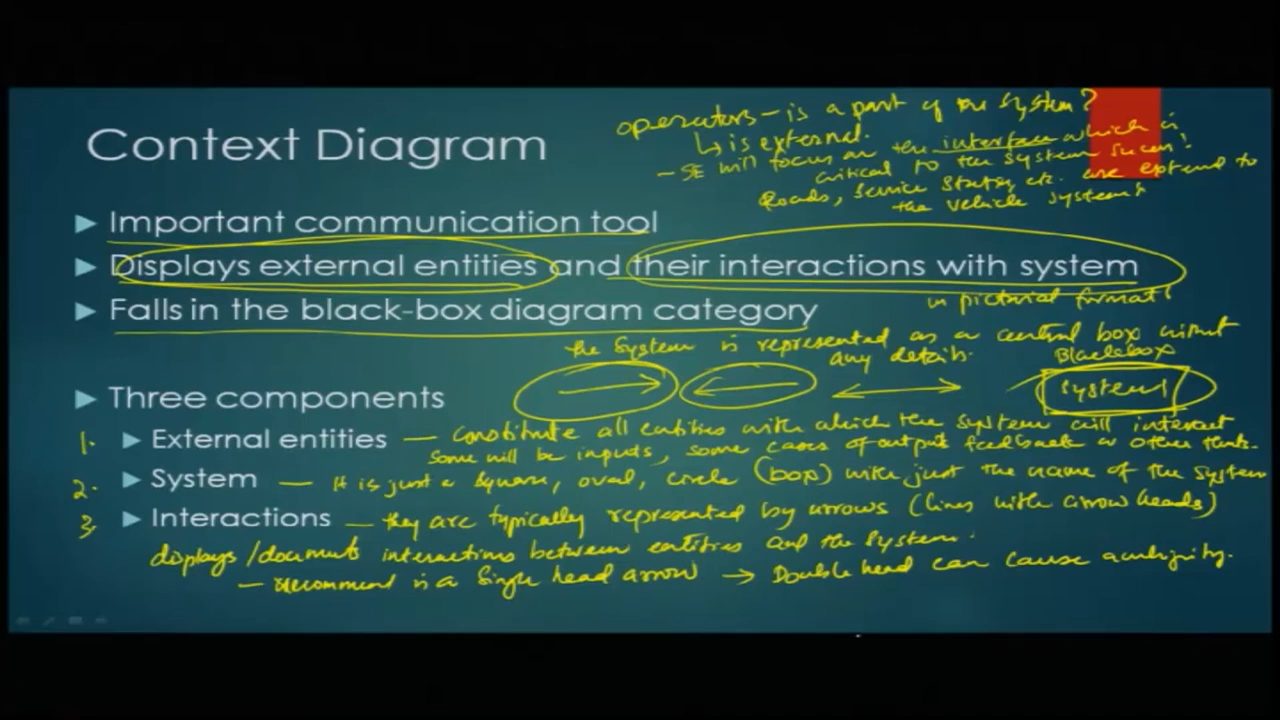 operators - is a part of the system?
↳ is external.
- SE will focus on the interface which is
critical to the system success!
Roads, Service Station, etc. are external to
the vehicle system!
Context Diagram
▶ Important communication tool
▶ Displays external entities and their interactions with system
in pictorial format!
▶ Falls in the black-box diagram category
the system is represented as a central box without
any details.
Blackbox
▶ Three components
system
1. ▶ External entities — Constitute all entities with which the system will interact
some will be inputs, some cases of outputs feedback or other
2. ▶ System — It is just a square, oval, circle (box) with just the name of the system
3. ▶ Interactions — they are typically represented by arrows (lines with arrow heads)
displays/documents interactions between entities and the system.
- recommend is a single head arrow → Double head can cause ambiguity.